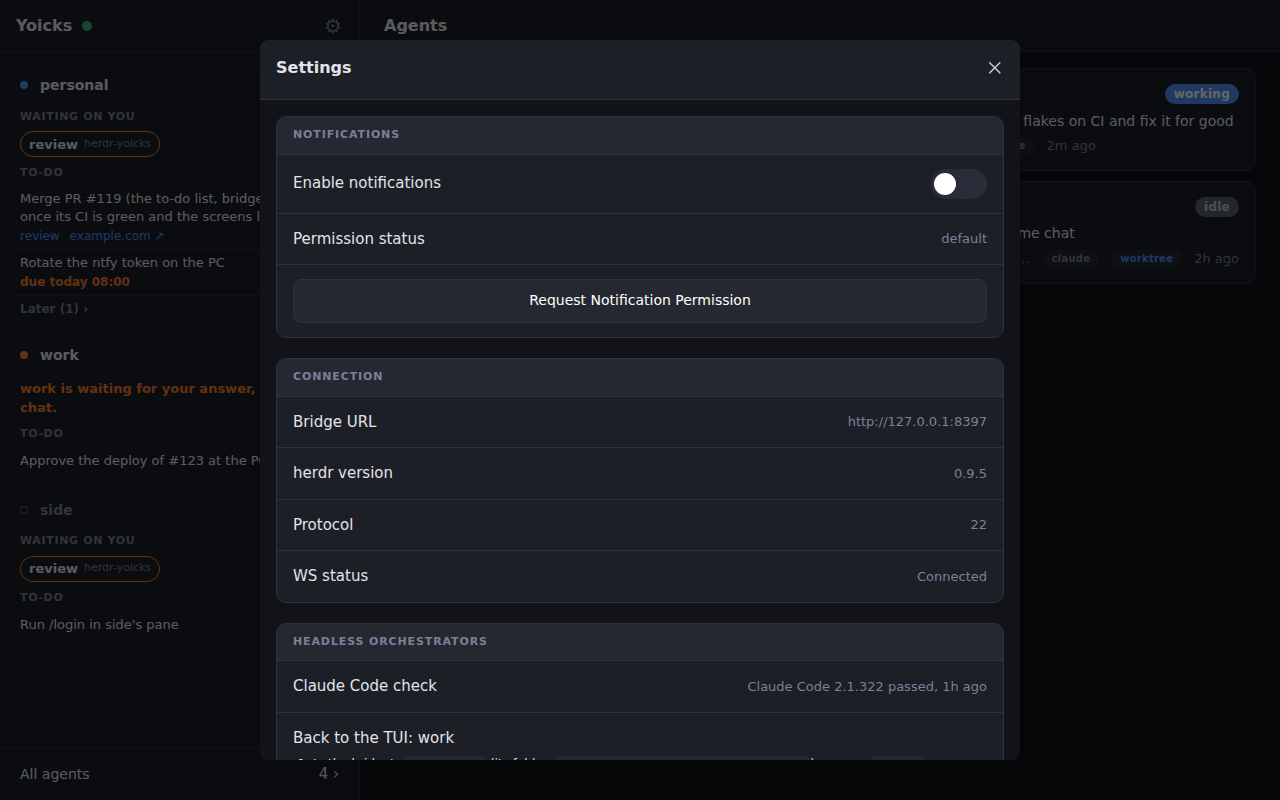 Yoicks
Agents
Settings
personal
WAITING ON YOU
review herdr-yoicks
TO-DO
Merge PR #119 (the to-do list, bridge
once its CI is green and the screens
review example.com ↗
Rotate the ntfy token on the PC
due today 08:00
Later (1) ›
work
work is waiting for your answer,
chat.
TO-DO
Approve the deploy of #123 at the
side
WAITING ON YOU
review herdr-yoicks
TO-DO
Run /login in side's pane
All agents 4 ›
NOTIFICATIONS
Enable notifications
Permission status default
Request Notification Permission
CONNECTION
Bridge URL http://127.0.0.1:8397
herdr version 0.9.5
Protocol 22
WS status Connected
HEADLESS ORCHESTRATORS
Claude Code check Claude Code 2.1.322 passed, 1h ago
Back to the TUI: work
working
flakes on CI and fix it for good
2m ago
idle
me chat
claude worktree 2h ago